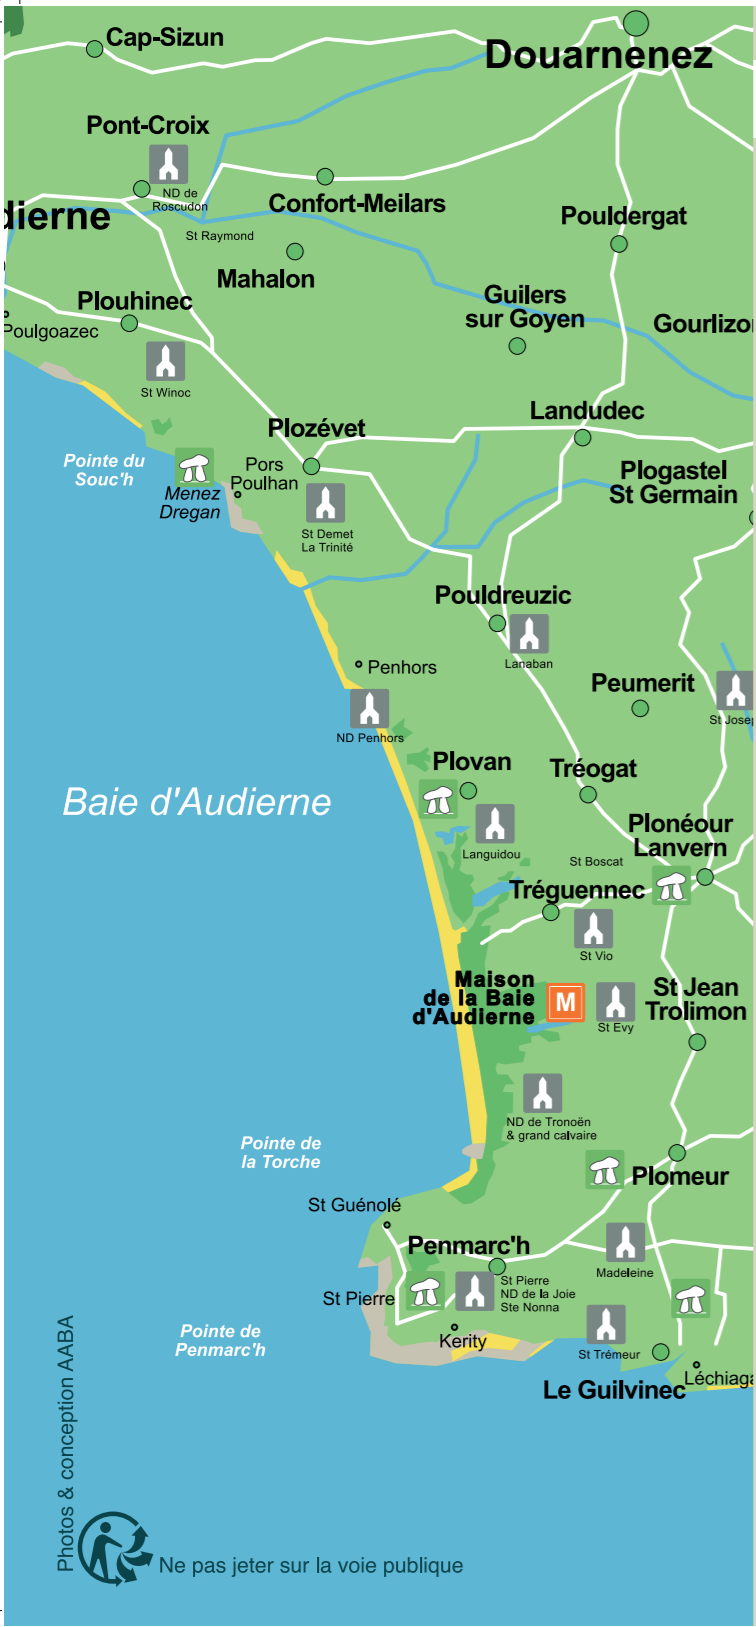 Cap-Sizun
Douarnenez
Pont-Croix
ND de
Roscudon
Confort-Meilars
dierne
St Raymond
Pouldergat
Mahalon
Plouhinec
Guilers
sur Goyen
Poulgoazec
Gourlizo
St Winoc
Landudec
Plozévet
Pointe du
Souc'h
Pors
Poulhan
Menez
Dregan
Plogastel
St Germain
St Demet
La Trinité
Pouldreuzic
Lanaban
Penhors
Peumerit
St Josep
ND Penhors
Plovan
Tréogat
Baie d'Audierne
Plonéour
Lanvern
Languidou
St Boscat
Tréguennec
St Vio
Maison
de la Baie
d'Audierne
M
St Evy
St Jean
Trolimon
ND de Tronoën
& grand calvaire
Pointe de
la Torche
Plomeur
St Guénolé
Penmarc'h
Madeleine
St Pierre
St Pierre
ND de la Joie
Ste Nonna
Pointe de
Penmarc'h
Kerity
St Trémeur
Le Guilvinec
Léchiaga
Photos & conception AABA
Ne pas jeter sur la voie publique